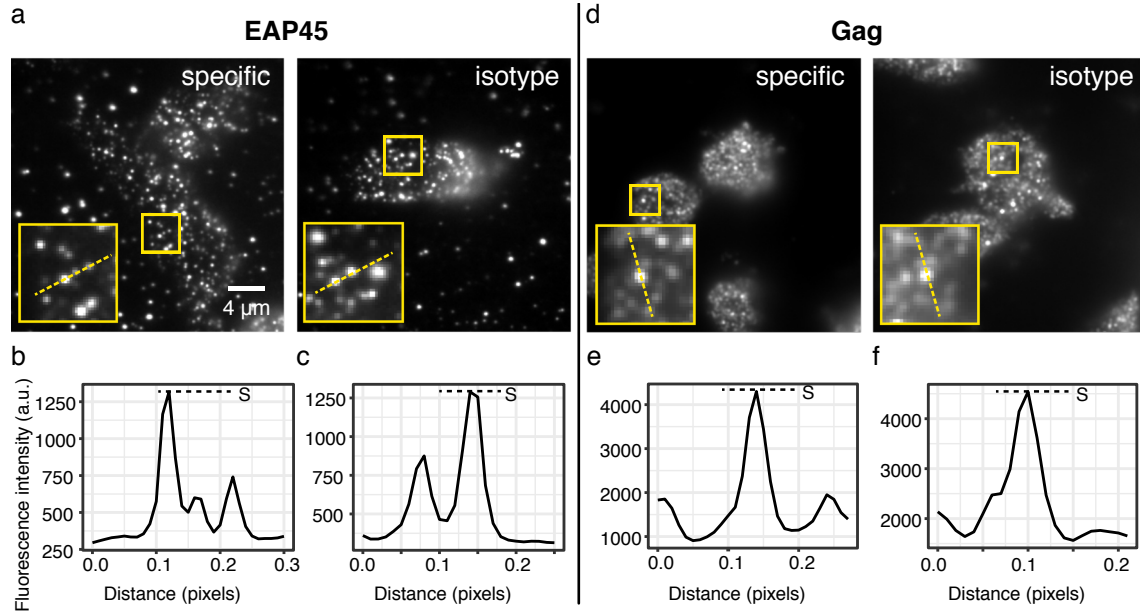 a
EAP45
specific
isotype
4 µm
d
Gag
specific
isotype
b
Fluorescence intensity (a.u.)
1250
1000
750
500
250
S
0.0 0.1 0.2 0.3
Distance (pixels)
c
1250
1000
750
500
S
0.0 0.1 0.2
Distance (pixels)
e
4000
3000
2000
1000
S
0.0 0.1 0.2
Distance (pixels)
f
4000
3000
2000
S
0.0 0.1 0.2
Distance (pixels)